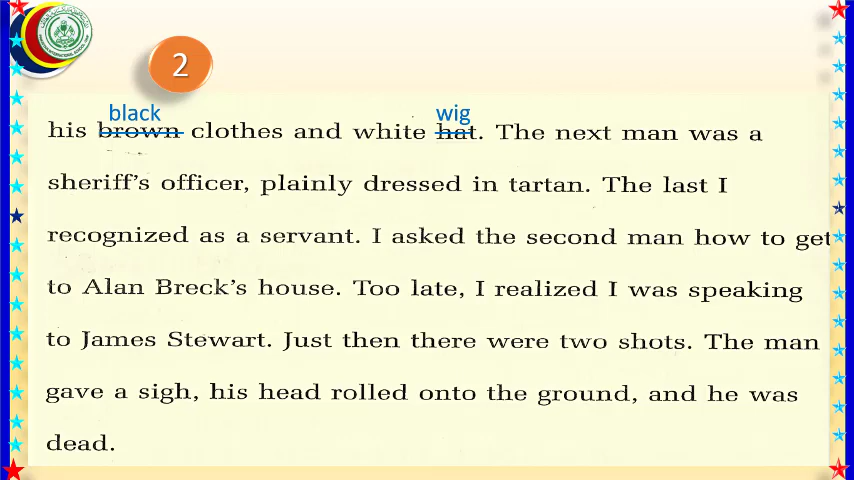 2
black wig
his brown clothes and white hat. The next man was a
sheriff's officer, plainly dressed in tartan. The last I
recognized as a servant. I asked the second man how to get
to Alan Breck's house. Too late, I realized I was speaking
to James Stewart. Just then there were two shots. The man
gave a sigh, his head rolled onto the ground, and he was
dead.